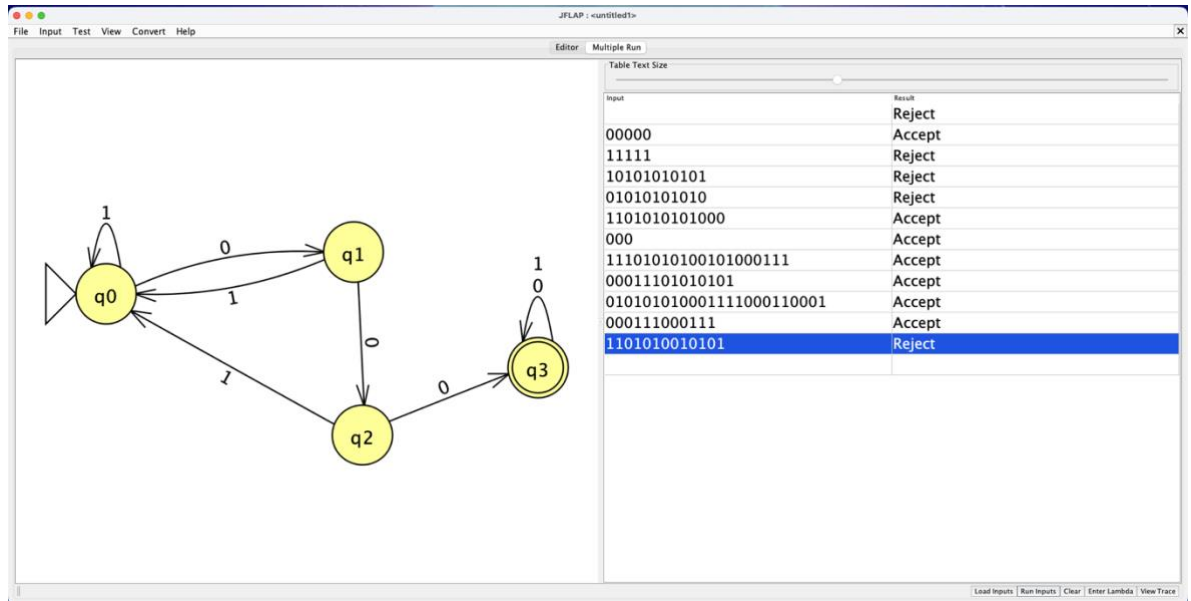 JFLAP : <untitled1>
File Input Test View Convert Help
Editor Multiple Run
Table Text Size
Input Result
Reject
00000 Accept
11111 Reject
10101010101 Reject
01010101010 Reject
1101010101000 Accept
000 Accept
11101010100101000111 Accept
00011101010101 Accept
010101010001111000110001 Accept
000111000111 Accept
1101010010101 Reject
1
0
q1
1
q0
1
0
1
0
q3
0
q2
Load Inputs Run Inputs Clear Enter Lambda View Trace